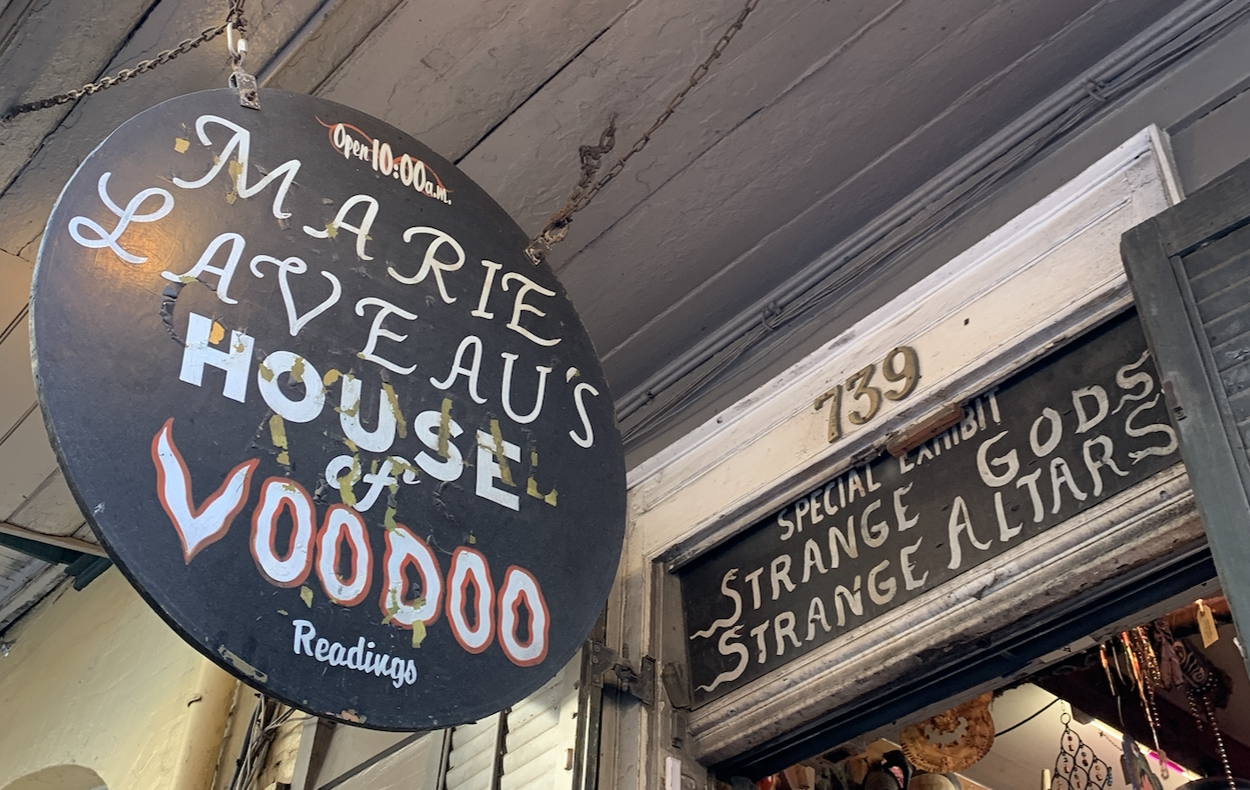 Open 10:00 a.m.
MARIE
LAVEAU'S
HOUSE
of
VOODOO
Readings
739
SPECIAL EXHIBIT
STRANGE GODS
STRANGE ALTARS